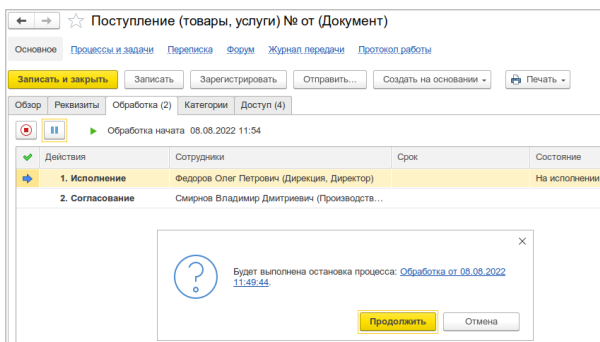 Поступление (товары, услуги) № от (Документ)
Основное Процессы и задачи Переписка Форум Журнал передачи Протокол работы
Записать и закрыть Записать Зарегистрировать Отправить... Создать на основании Печать
Обзор Реквизиты Обработка (2) Категории Доступ (4)
Обработка начата 08.08.2022 11:54
Действия Сотрудники Срок Состояние
1. Исполнение Федоров Олег Петрович (Дирекция, Директор) На исполнении
2. Согласование Смирнов Владимир Дмитриевич (Производств...
Будет выполнена остановка процесса: Обработка от 08.08.2022
11:49:44.
Продолжить Отмена